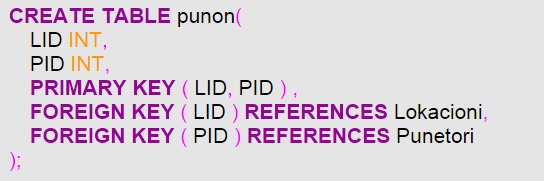 CREATE TABLE punon(
LID INT,
PID INT,
PRIMARY KEY ( LID, PID ) ,
FOREIGN KEY ( LID ) REFERENCES Lokacioni,
FOREIGN KEY ( PID ) REFERENCES Punetori
);